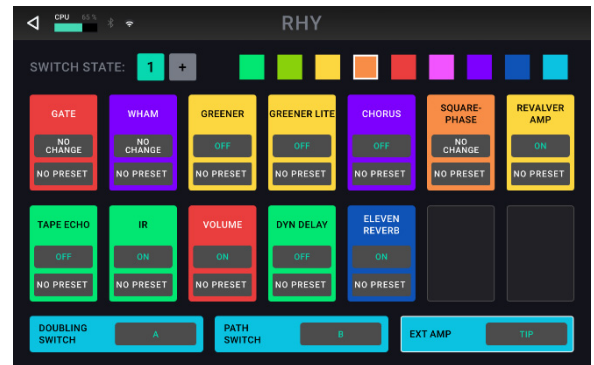 CPU 65 %
RHY
SWITCH STATE: 1 +
GATE
NO CHANGE
NO PRESET
WHAM
NO CHANGE
NO PRESET
GREENER
OFF
NO PRESET
GREENER LITE
OFF
NO PRESET
CHORUS
OFF
NO PRESET
SQUARE-
PHASE
NO CHANGE
NO PRESET
REVALVER
AMP
ON
NO PRESET
TAPE ECHO
OFF
NO PRESET
IR
ON
NO PRESET
VOLUME
ON
NO PRESET
DYN DELAY
OFF
NO PRESET
ELEVEN
REVERB
ON
NO PRESET
DOUBLING
SWITCH
A
PATH
SWITCH
B
EXT AMP
TIP